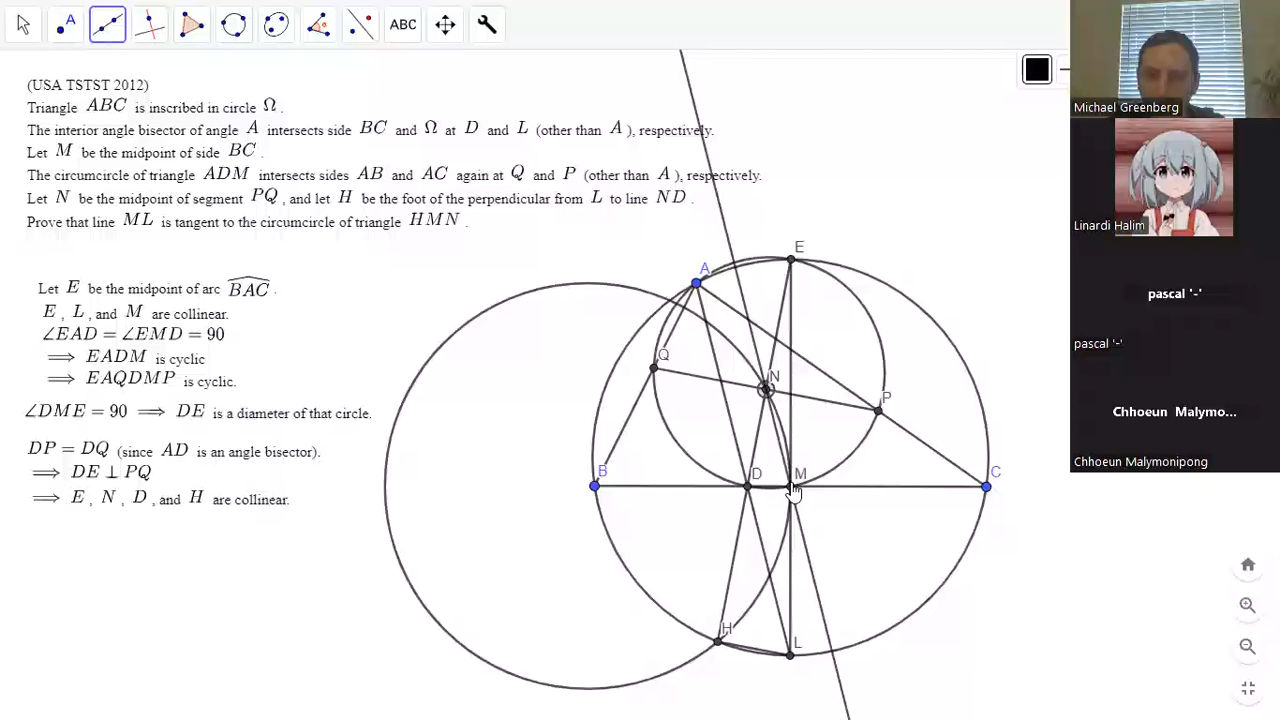 ABC
(USA TSTST 2012)
Triangle ABC is inscribed in circle Ω .
The interior angle bisector of angle A intersects side BC and Ω at D and L (other than A ), respectively.
Let M be the midpoint of side BC .
The circumcircle of triangle ADM intersects sides AB and AC again at Q and P (other than A ), respectively.
Let N be the midpoint of segment PQ , and let H be the foot of the perpendicular from L to line ND .
Prove that line ML is tangent to the circumcircle of triangle HMN .
Let E be the midpoint of arc \widehat{BAC} .
E , L, and M are collinear.
∠EAD = ∠EMD = 90
⟹ EADM is cyclic
⟹ EAQDMP is cyclic.
∠DME = 90 ⟹ DE is a diameter of that circle.
DP = DQ (since AD is an angle bisector).
⟹ DE ⊥ PQ
⟹ E , N , D , and H are collinear.
A
E
Q
N
P
B
D
M
C
H
L
A
Michael Greenberg
Linardi Halim
pascal '-'
pascal '-'
Chhoeun Malymo...
Chhoeun Malymonipong